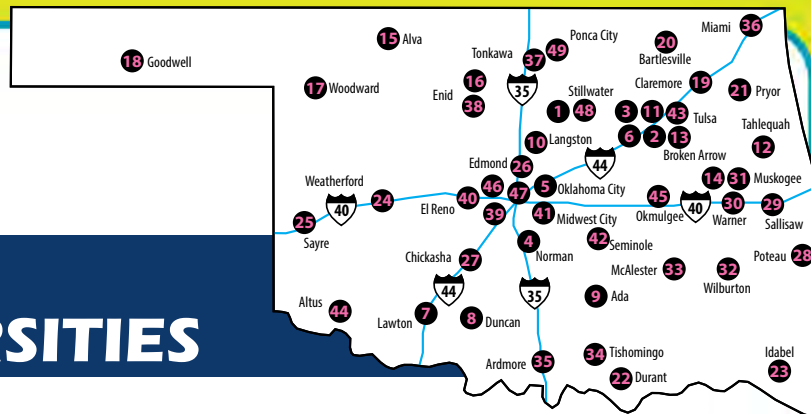 36 Miami
15 Alva
49 Ponca City
20 Bartlesville
18 Goodwell
Tonkawa 37
16
Claremore 19
17 Woodward
35
21 Pryor
Enid
38
Stillwater
1 48
3 11 43 Tulsa
Tahlequah
12
6 2 13
Broken Arrow
10 Langston
44
Edmond 26
14 31 Muskogee
Weatherford
24
46
47
5 Oklahoma City
45 Okmulgee
40
El Reno 40
40
30 Warner
29 Sallisaw
39
41 Midwest City
25 Sayre
4 Norman
42 Seminole
Poteau 28
Chickasha 27
McAlester 33
32 Wilburton
44
35
9 Ada
Altus
44
Lawton 7
8 Duncan
RSITIES
34 Tishomingo
Ardmore 35
Idabel
23
22 Durant